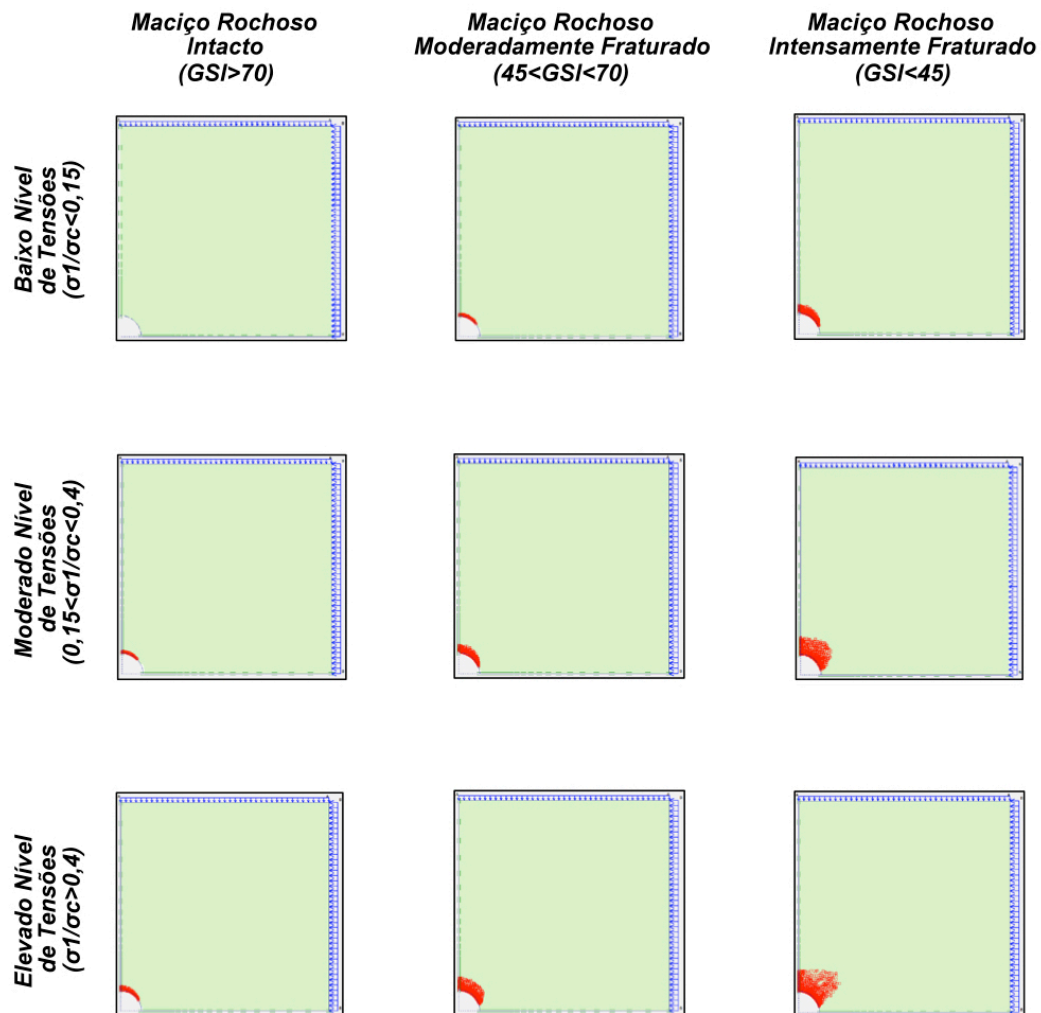 Maciço Rochoso
Intacto
(GSI>70)
Maciço Rochoso
Moderadamente Fraturado
(45<GSI<70)
Maciço Rochoso
Intensamente Fraturado
(GSI<45)
Baixo Nível
de Tensões
(σ1/σc<0,15)
Moderado Nível
de Tensões
(0,15<σ1/σc<0,4)
Elevado Nível
de Tensões
(σ1/σc>0,4)